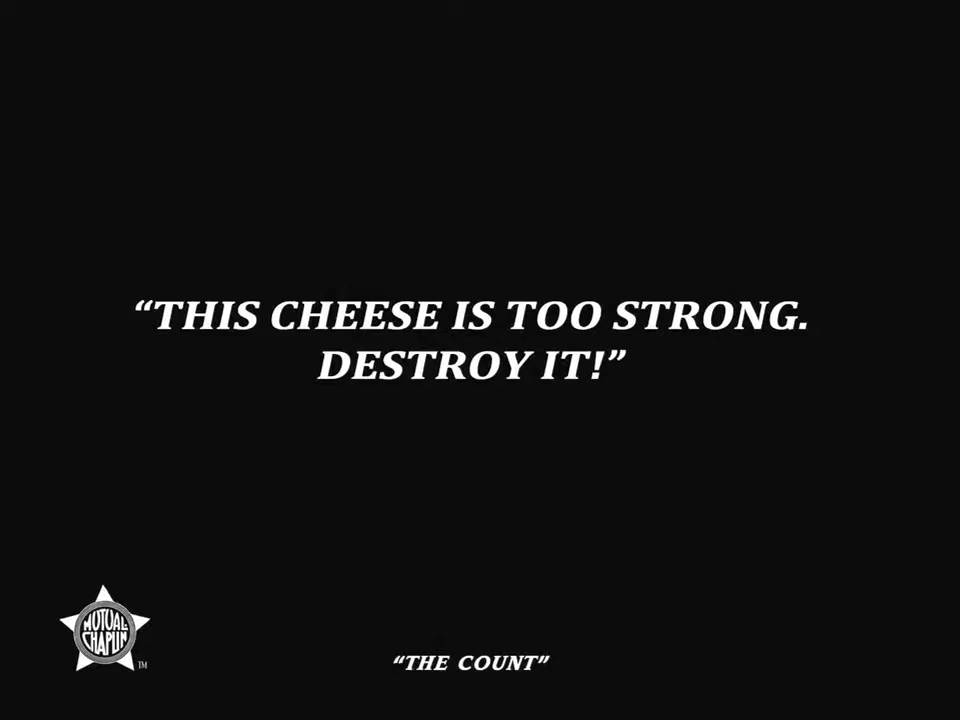 “THIS CHEESE IS TOO STRONG.
DESTROY IT!”
MUTUAL
CHAPLIN
TM
“THE COUNT”